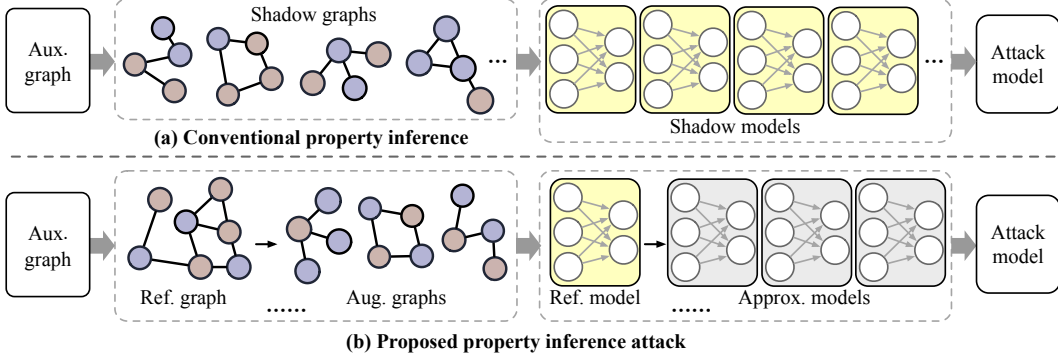 Aux.
graph
Shadow graphs
...
Shadow models
...
Attack
model
(a) Conventional property inference
Aux.
graph
Ref. graph
......
Aug. graphs
Ref. model
......
Approx. models
Attack
model
(b) Proposed property inference attack